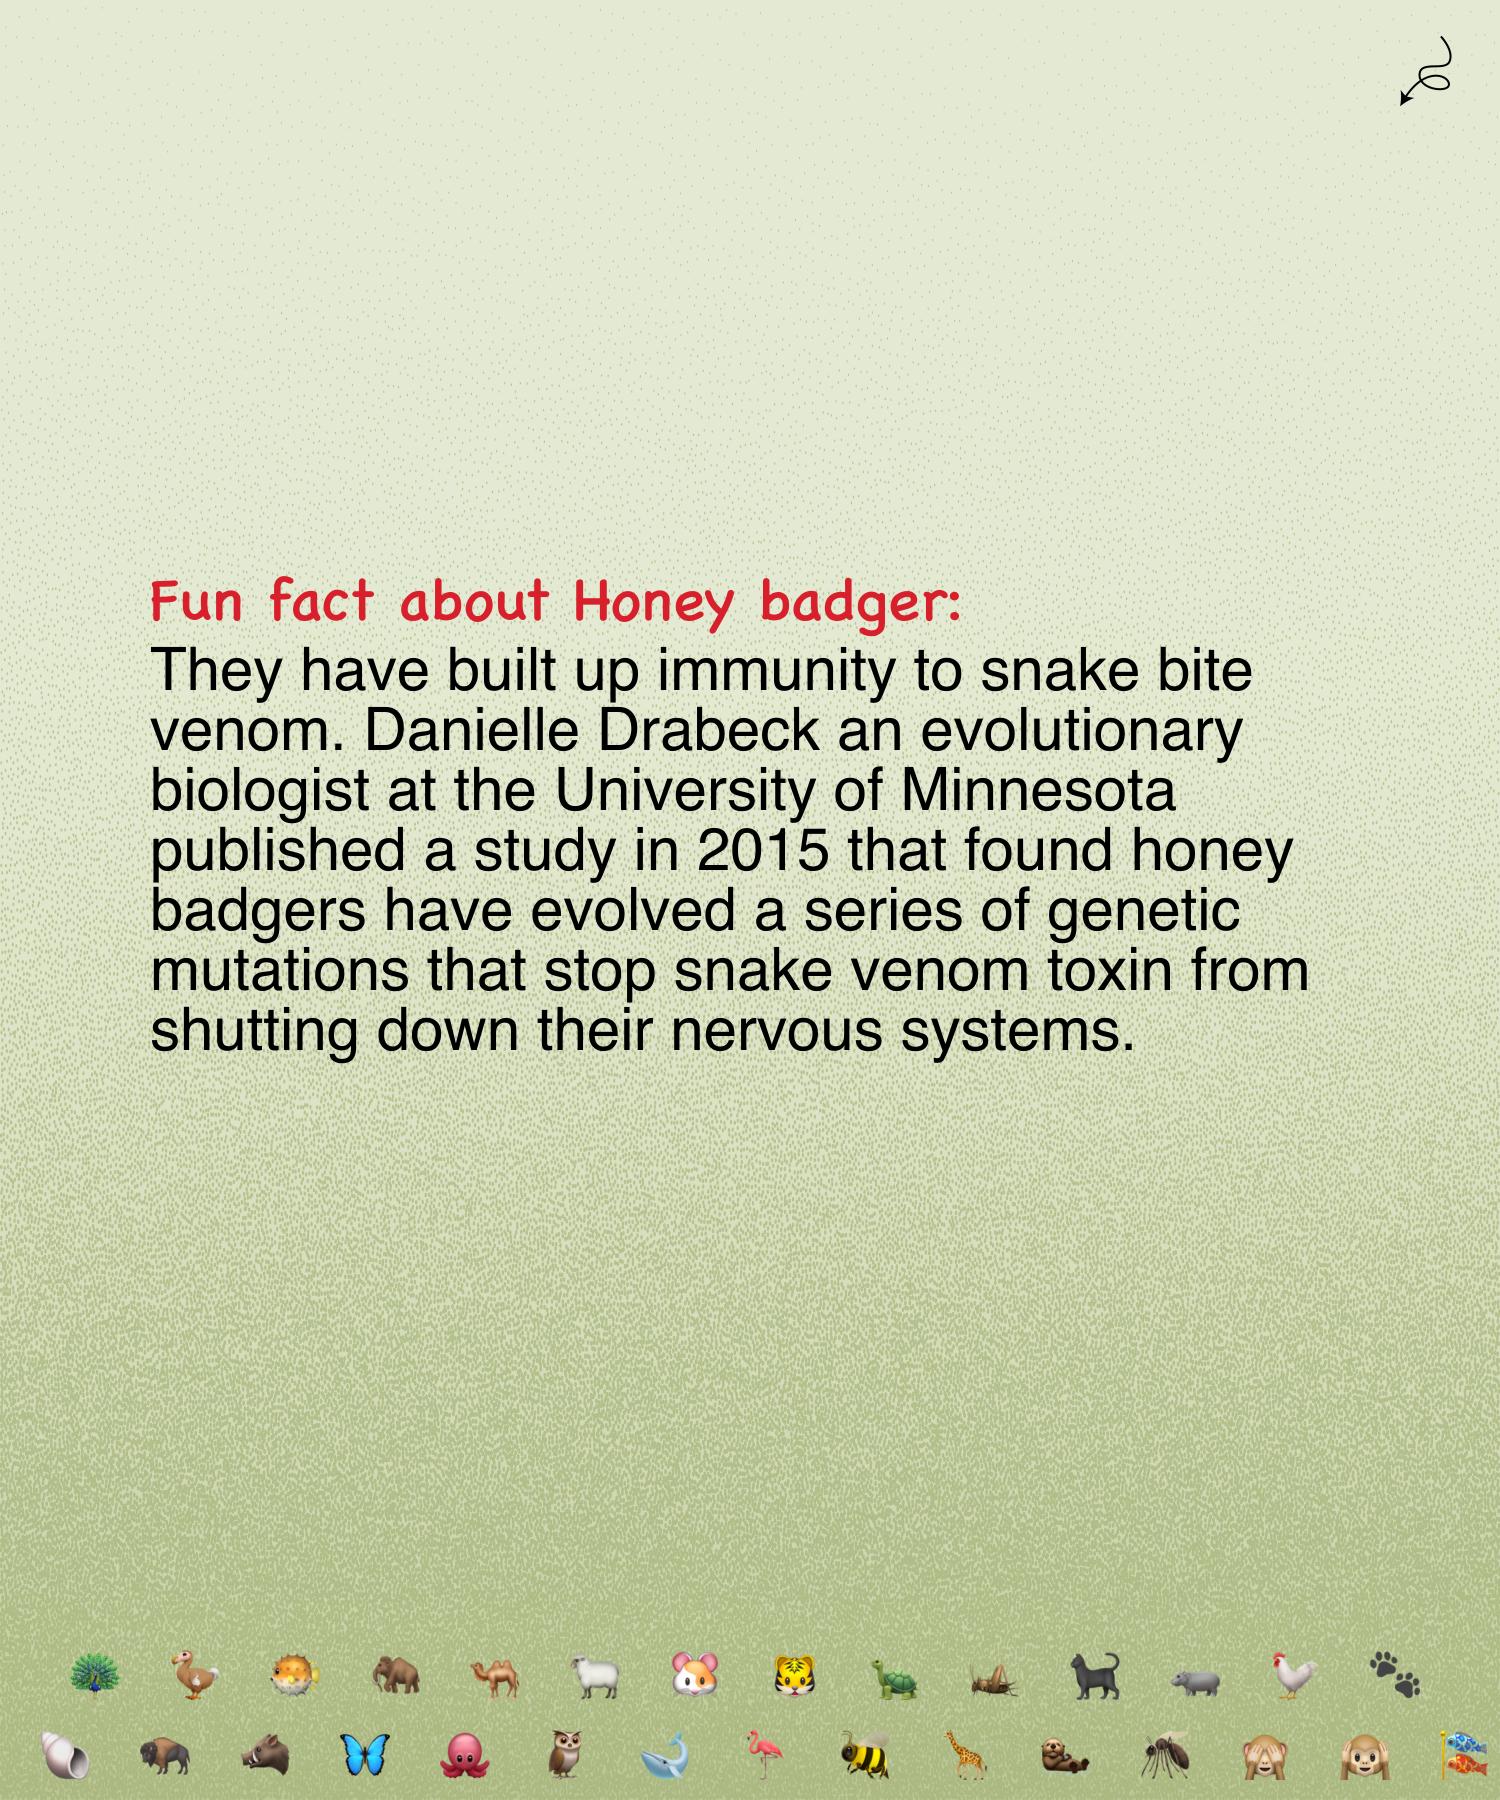 Fun fact about Honey badger:
They have built up immunity to snake bite
venom. Danielle Drabeck an evolutionary
biologist at the University of Minnesota
published a study in 2015 that found honey
badgers have evolved a series of genetic
mutations that stop snake venom toxin from
shutting down their nervous systems.